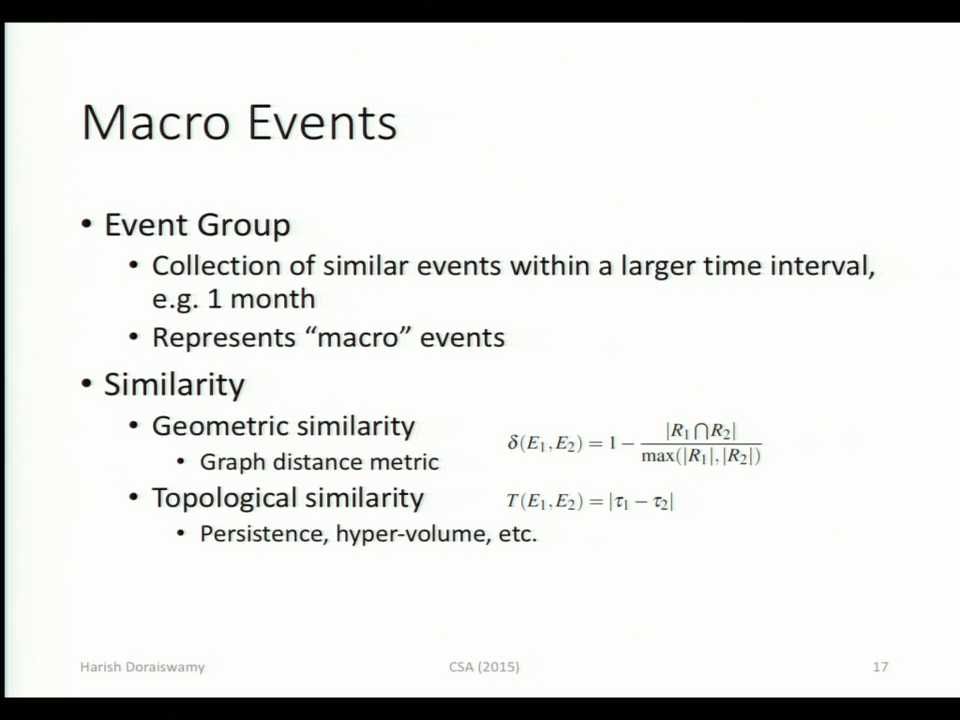 Macro Events
• Event Group
• Collection of similar events within a larger time interval,
e.g. 1 month
• Represents “macro” events
• Similarity
• Geometric similarity
δ(E₁,E₂) = 1 − |R₁⋂R₂| / max(|R₁|,|R₂|)
• Graph distance metric
• Topological similarity
T(E₁,E₂) = |τ₁ − τ₂|
• Persistence, hyper-volume, etc.
Harish Doraiswamy
CSA (2015)
17